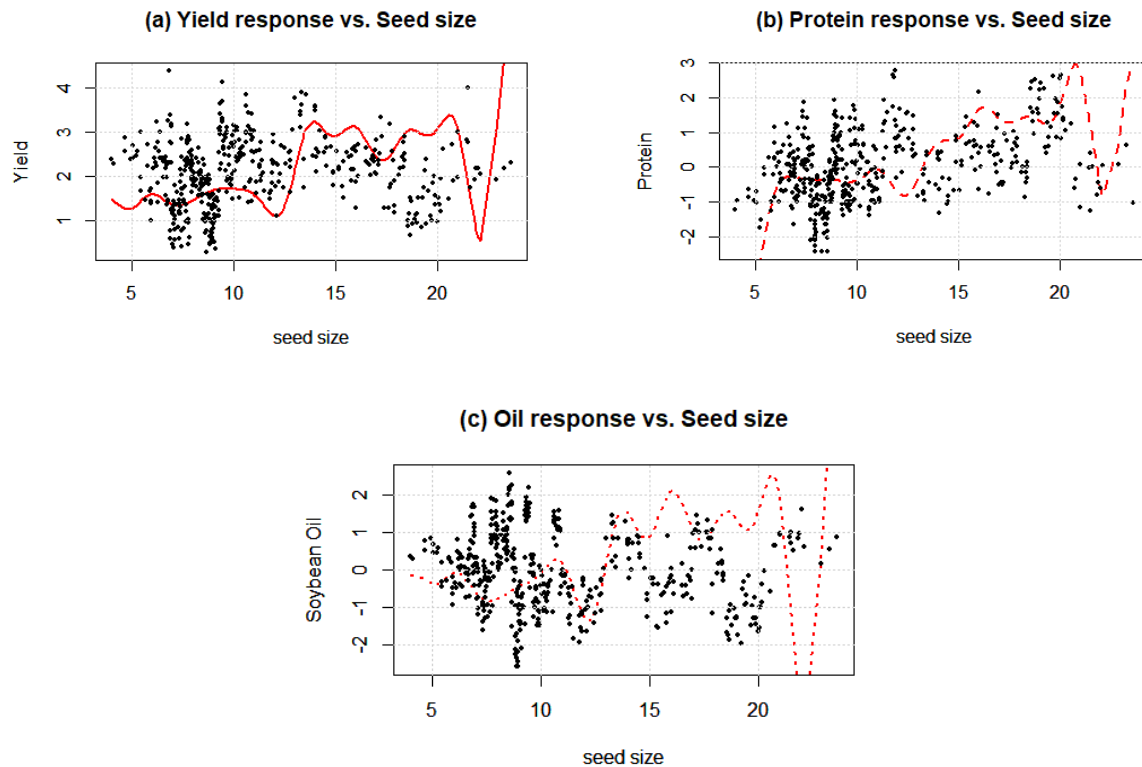 (a) Yield response vs. Seed size
Yield
4
3
2
1
5 10 15 20
seed size
(b) Protein response vs. Seed size
Protein
3
2
1
0
-1
-2
5 10 15 20
seed size
(c) Oil response vs. Seed size
Soybean Oil
2
1
0
-1
-2
5 10 15 20
seed size